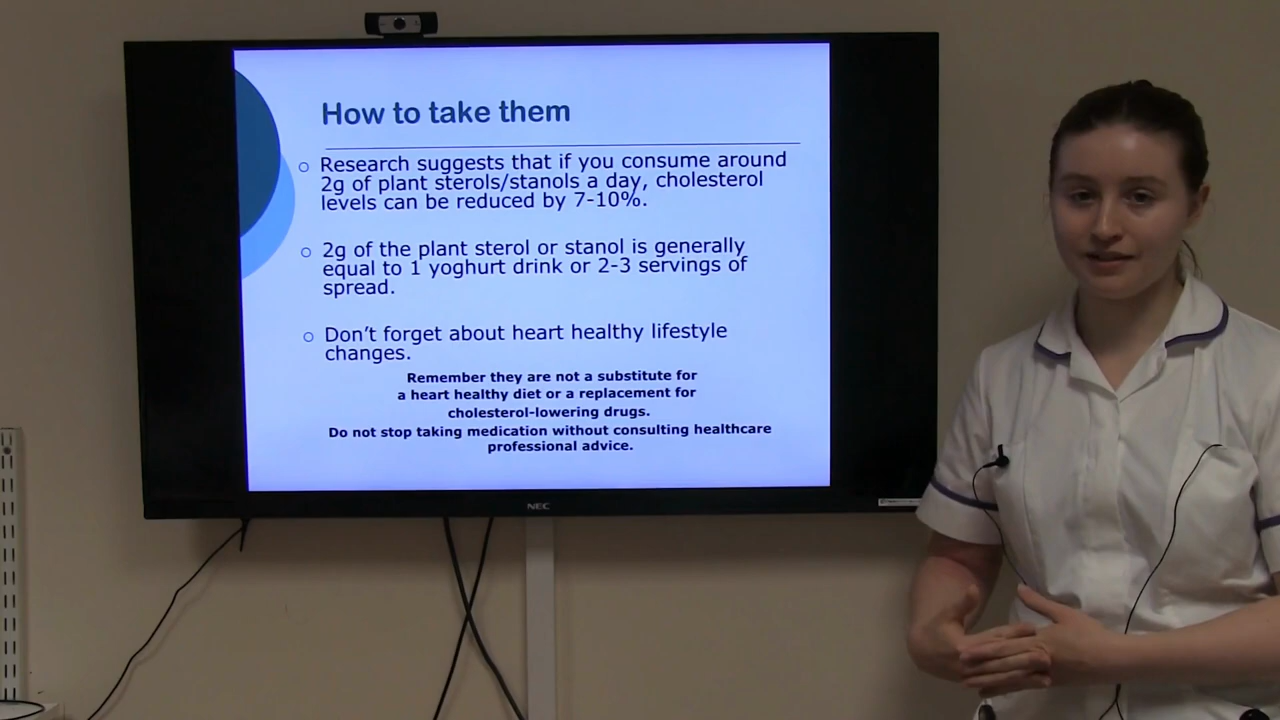 How to take them
Research suggests that if you consume around
2g of plant sterols/stanols a day, cholesterol
levels can be reduced by 7-10%.
2g of the plant sterol or stanol is generally
equal to 1 yoghurt drink or 2-3 servings of
spread.
Don't forget about heart healthy lifestyle
changes.
Remember they are not a substitute for
a heart healthy diet or a replacement for
cholesterol-lowering drugs.
Do not stop taking medication without consulting healthcare
professional advice.
NEC